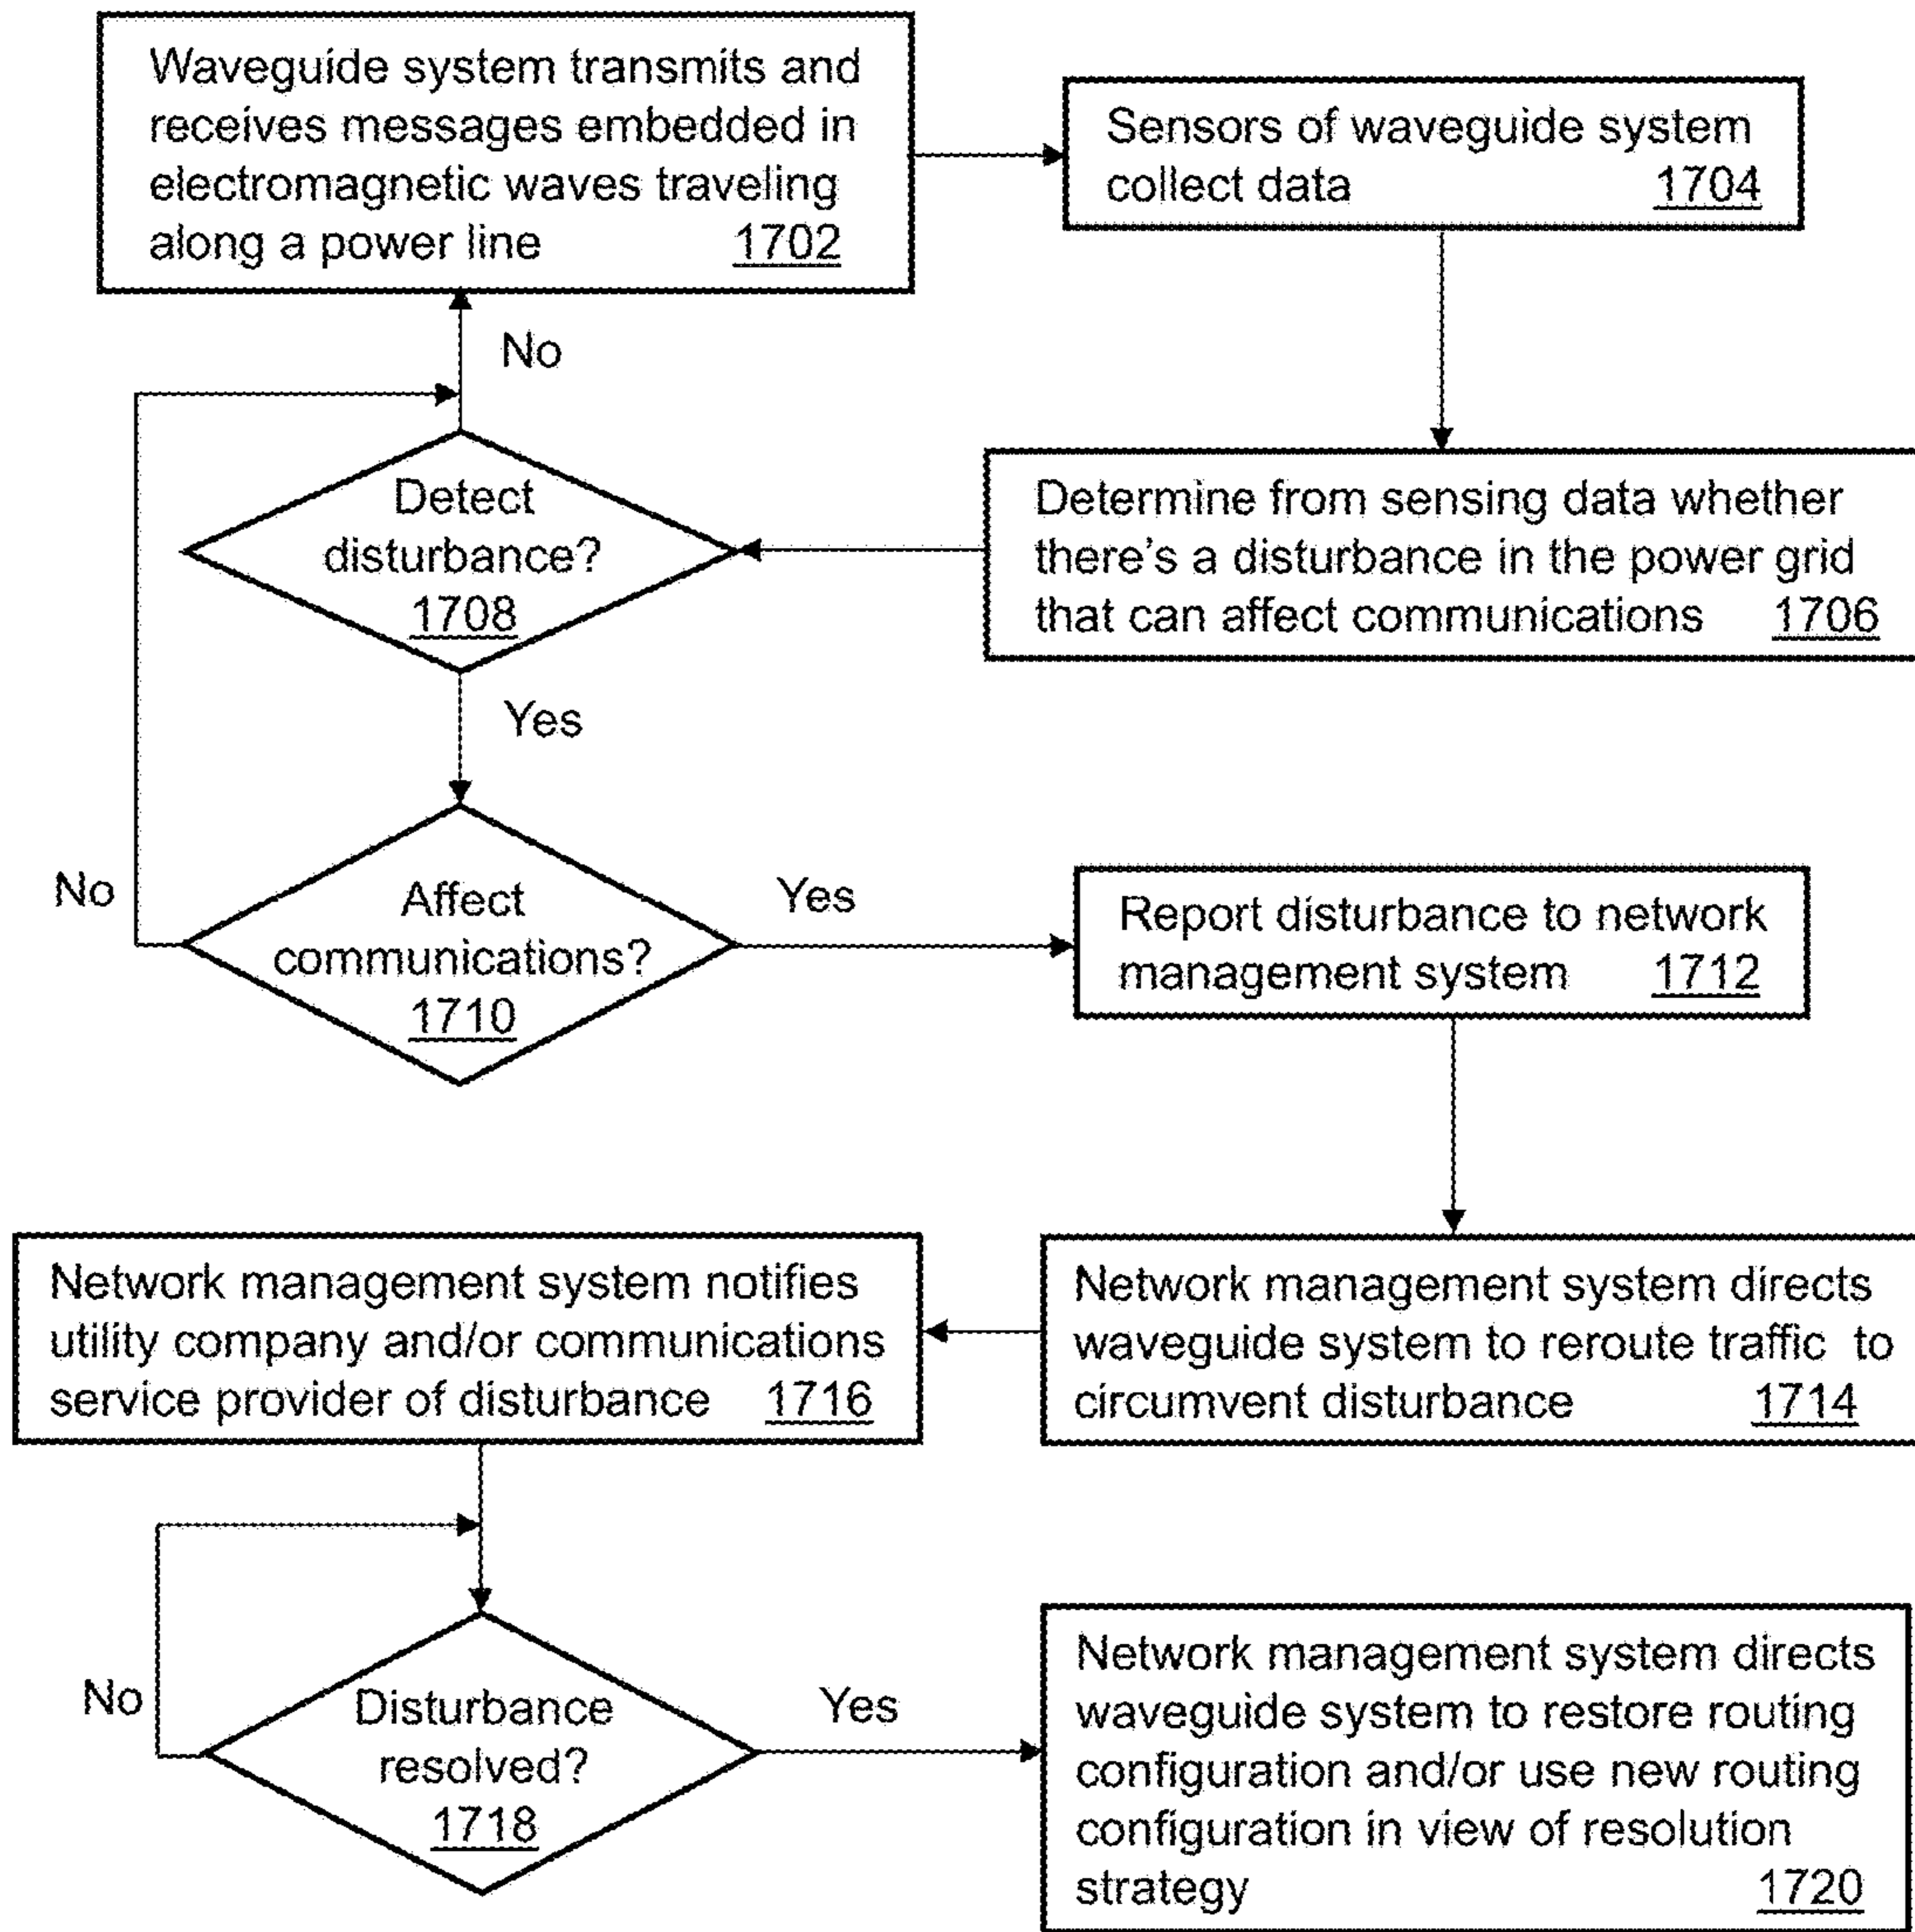 Waveguide system transmits and
receives messages embedded in
electromagnetic waves traveling
along a power line 1702
Sensors of waveguide system
collect data 1704
Determine from sensing data whether
there's a disturbance in the power grid
that can affect communications 1706
Detect
disturbance?
1708
No
Yes
Affect
communications?
1710
No
Yes
Report disturbance to network
management system 1712
Network management system directs
waveguide system to reroute traffic to
circumvent disturbance 1714
Network management system notifies
utility company and/or communications
service provider of disturbance 1716
Disturbance
resolved?
1718
No
Yes
Network management system directs
waveguide system to restore routing
configuration and/or use new routing
configuration in view of resolution
strategy 1720